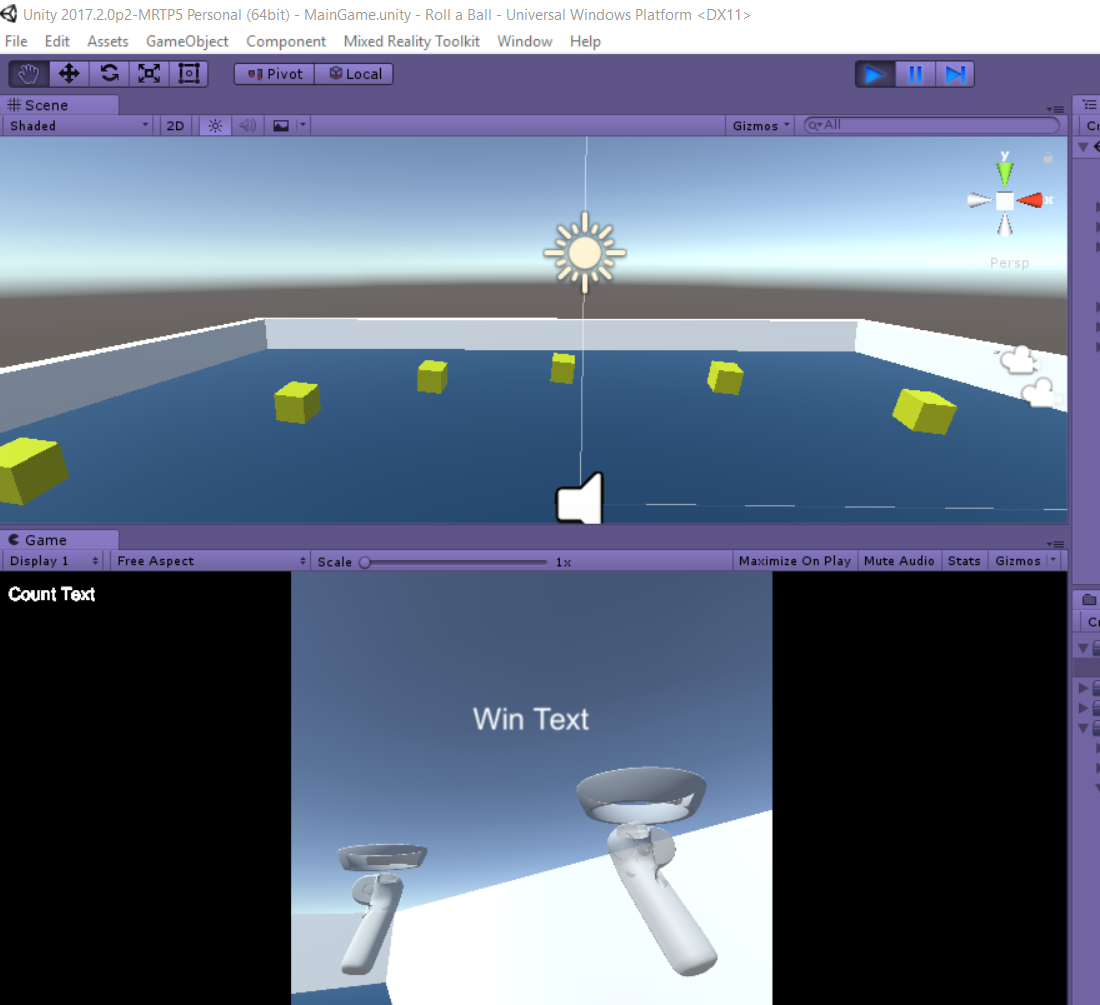 Unity 2017.2.0p2-MRTP5 Personal (64bit) - MainGame.unity - Roll a Ball - Universal Windows Platform <DX11>
File Edit Assets GameObject Component Mixed Reality Toolkit Window Help
Pivot Local
Scene
Shaded 2D Gizmos All
Cr
y
x
Persp
Game
Display 1 Free Aspect Scale 1x Maximize On Play Mute Audio Stats Gizmos
Count Text
Cr
Win Text